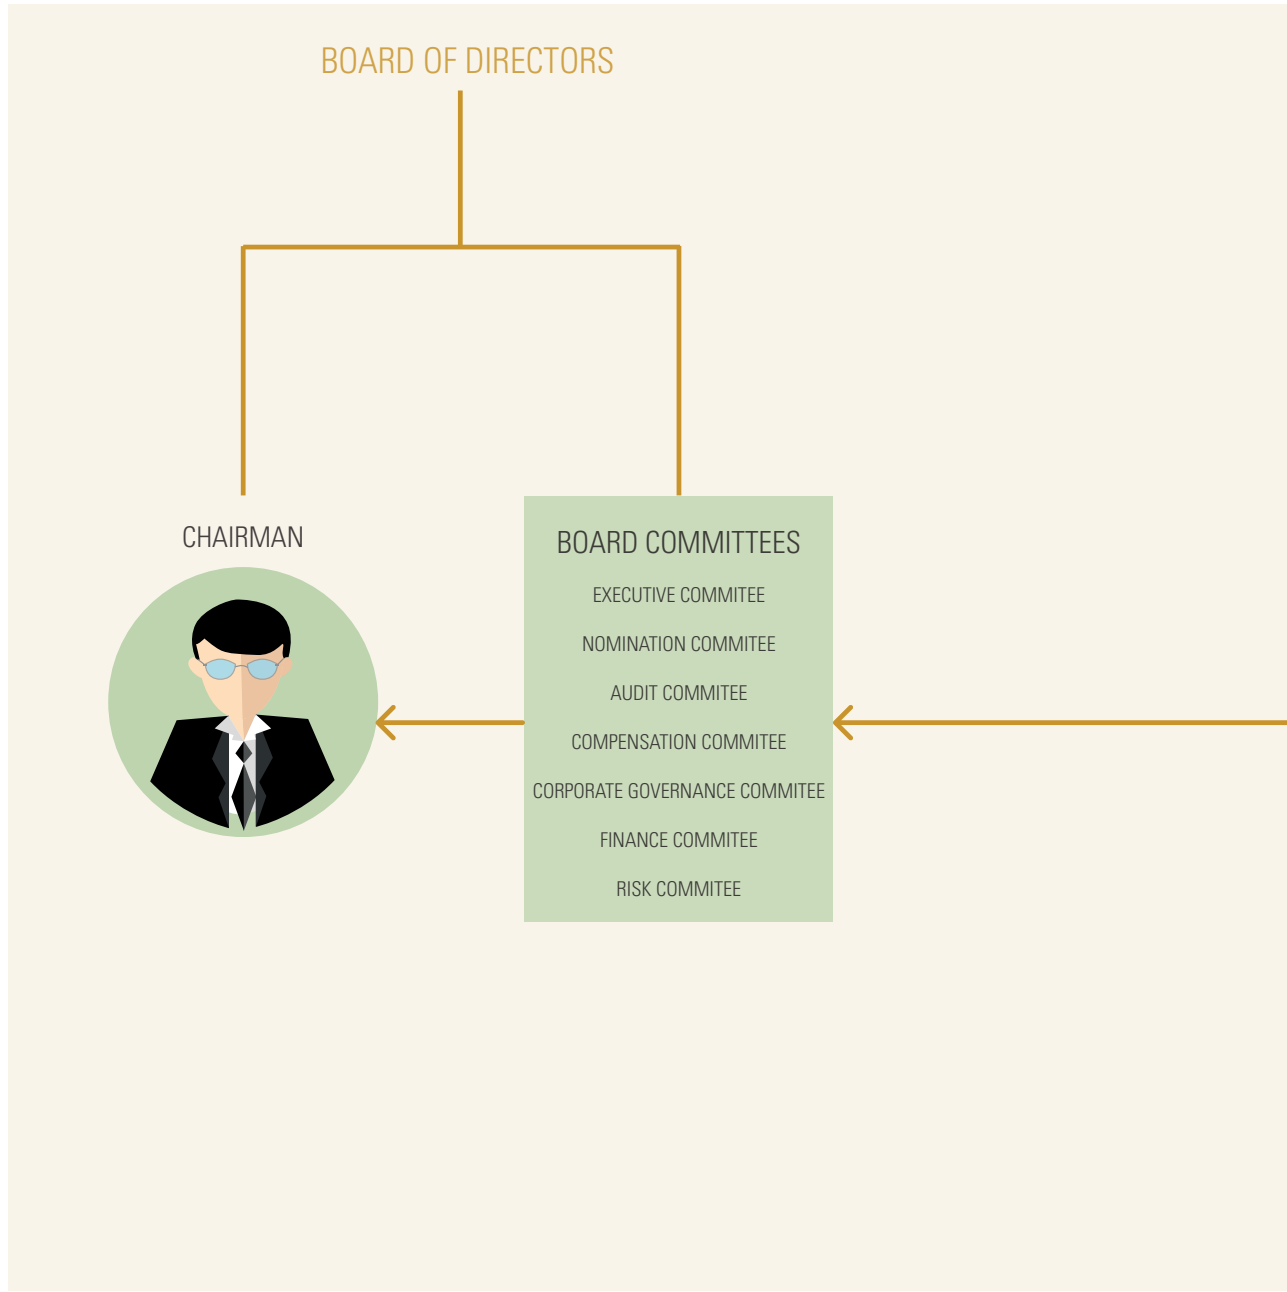 BOARD OF DIRECTORS
CHAIRMAN
BOARD COMMITTEES
EXECUTIVE COMMITEE
NOMINATION COMMITEE
AUDIT COMMITEE
COMPENSATION COMMITEE
CORPORATE GOVERNANCE COMMITEE
FINANCE COMMITEE
RISK COMMITEE